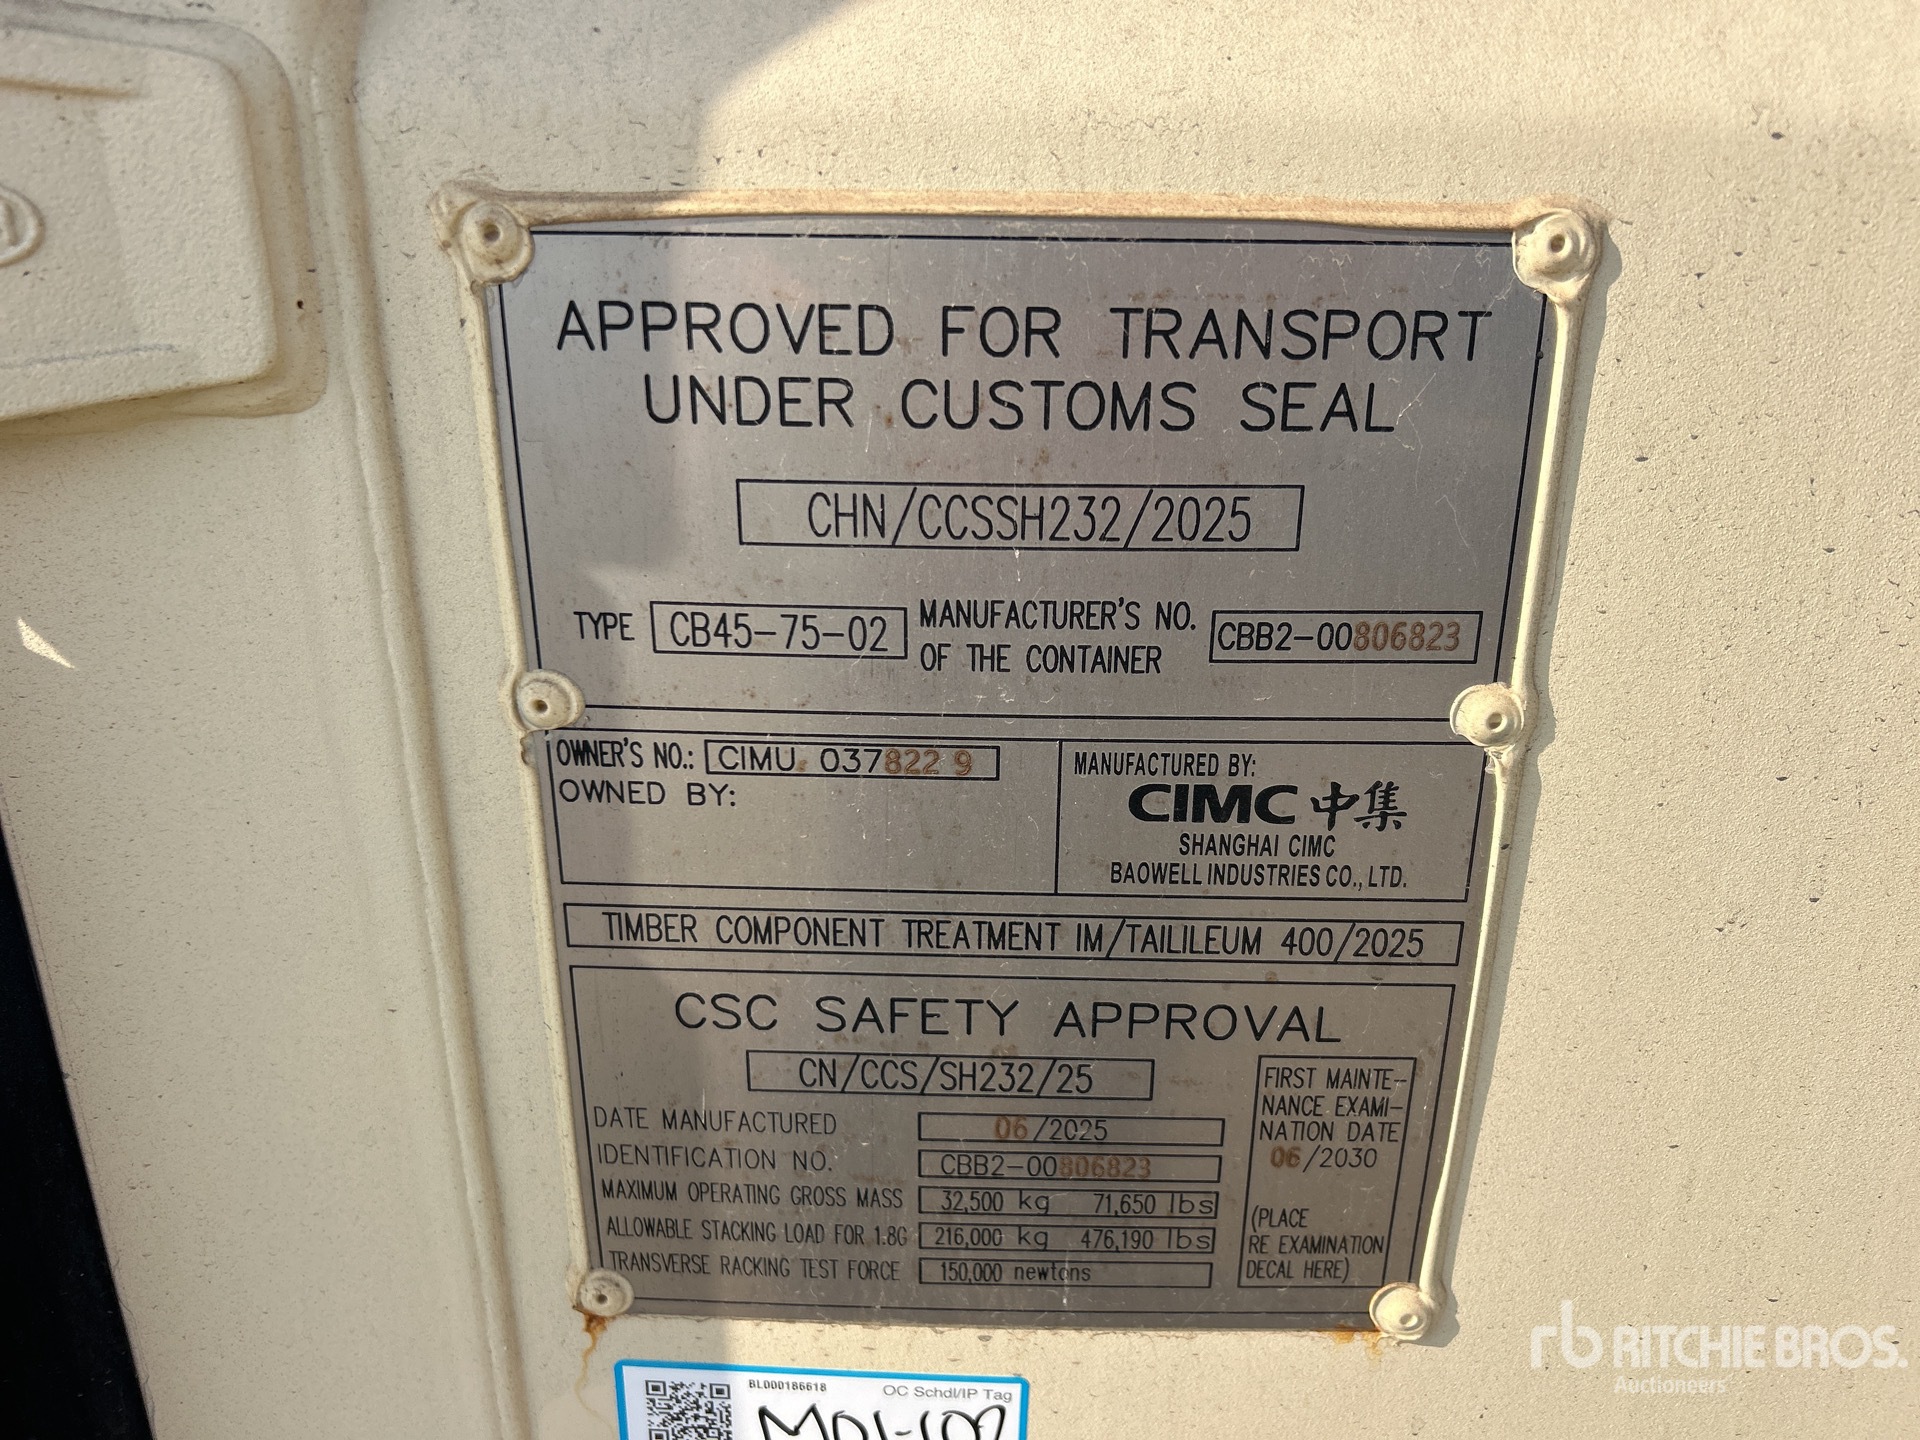 APPROVED FOR TRANSPORT
UNDER CUSTOMS SEAL
CHN/CCSSH232/2025
TYPE CB45-75-02 MANUFACTURER'S NO. OF THE CONTAINER CBB2-00806823
OWNER'S NO.: CIMU 037822 9
OWNED BY:
MANUFACTURED BY:
CIMC 中集
SHANGHAI CIMC
BAOWELL INDUSTRIES CO., LTD.
TIMBER COMPONENT TREATMENT IM/TAILILEUM 400/2025
CSC SAFETY APPROVAL
CN/CCS/SH232/25
DATE MANUFACTURED 06/2025
IDENTIFICATION NO. CBB2-00806823
MAXIMUM OPERATING GROSS MASS 32,500 kg 71,650 lbs
ALLOWABLE STACKING LOAD FOR 1.8G 216,000 kg 476,190 lbs
TRANSVERSE RACKING TEST FORCE 150,000 newtons
FIRST MAINTE-
NANCE EXAMI-
NATION DATE
06/2030
(PLACE
RE EXAMINATION
DECAL HERE)
BL000186618 OC Schdl/IP Tag
rb RITCHIE BROS.
Auctioneers